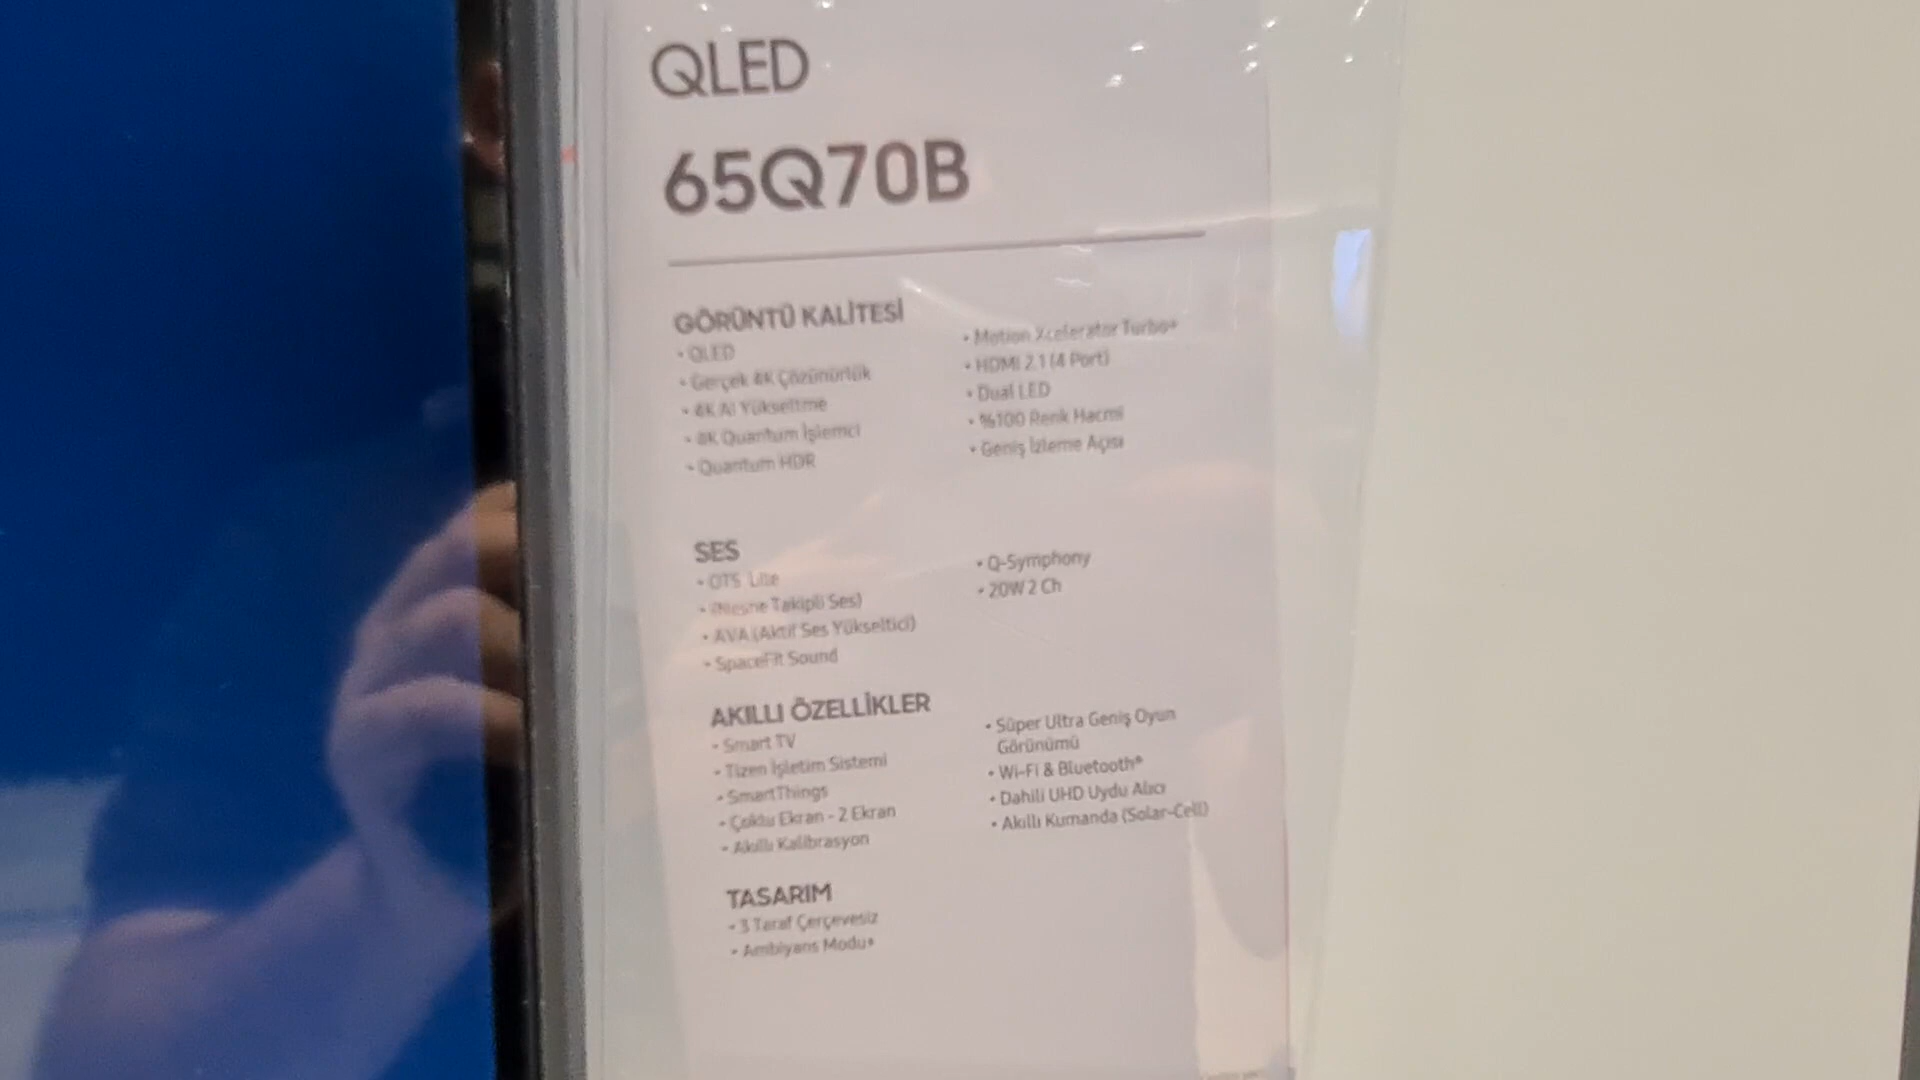 QLED
65Q70B
GÖRÜNTÜ KALİTESİ
• QLED
• Gerçek 4K Çözünürlük
• 4K AI Yükseltme
• 4K Quantum İşlemci
• Quantum HDR
• Motion Xcelerator Turbo+
• HDMI 2.1 (4 Port)
• Dual LED
• %100 Renk Hacmi
• Geniş İzleme Açısı
SES
• OTS Lite
• (Nesne Takipli Ses)
• AVA (Aktif Ses Yükseltici)
• SpaceFit Sound
• Q-Symphony
• 20W 2 Ch
AKILLI ÖZELLİKLER
• Smart TV
• Tizen İşletim Sistemi
• SmartThings
• Çoklu Ekran - 2 Ekran
• Akıllı Kalibrasyon
• Süper Ultra Geniş Oyun
Görünümü
• Wi-Fi & Bluetooth®
• Dahili UHD Uydu Alıcı
• Akıllı Kumanda (Solar-Cell)
TASARIM
• 3 Taraf Çerçevesiz
• Ambiyans Modu+